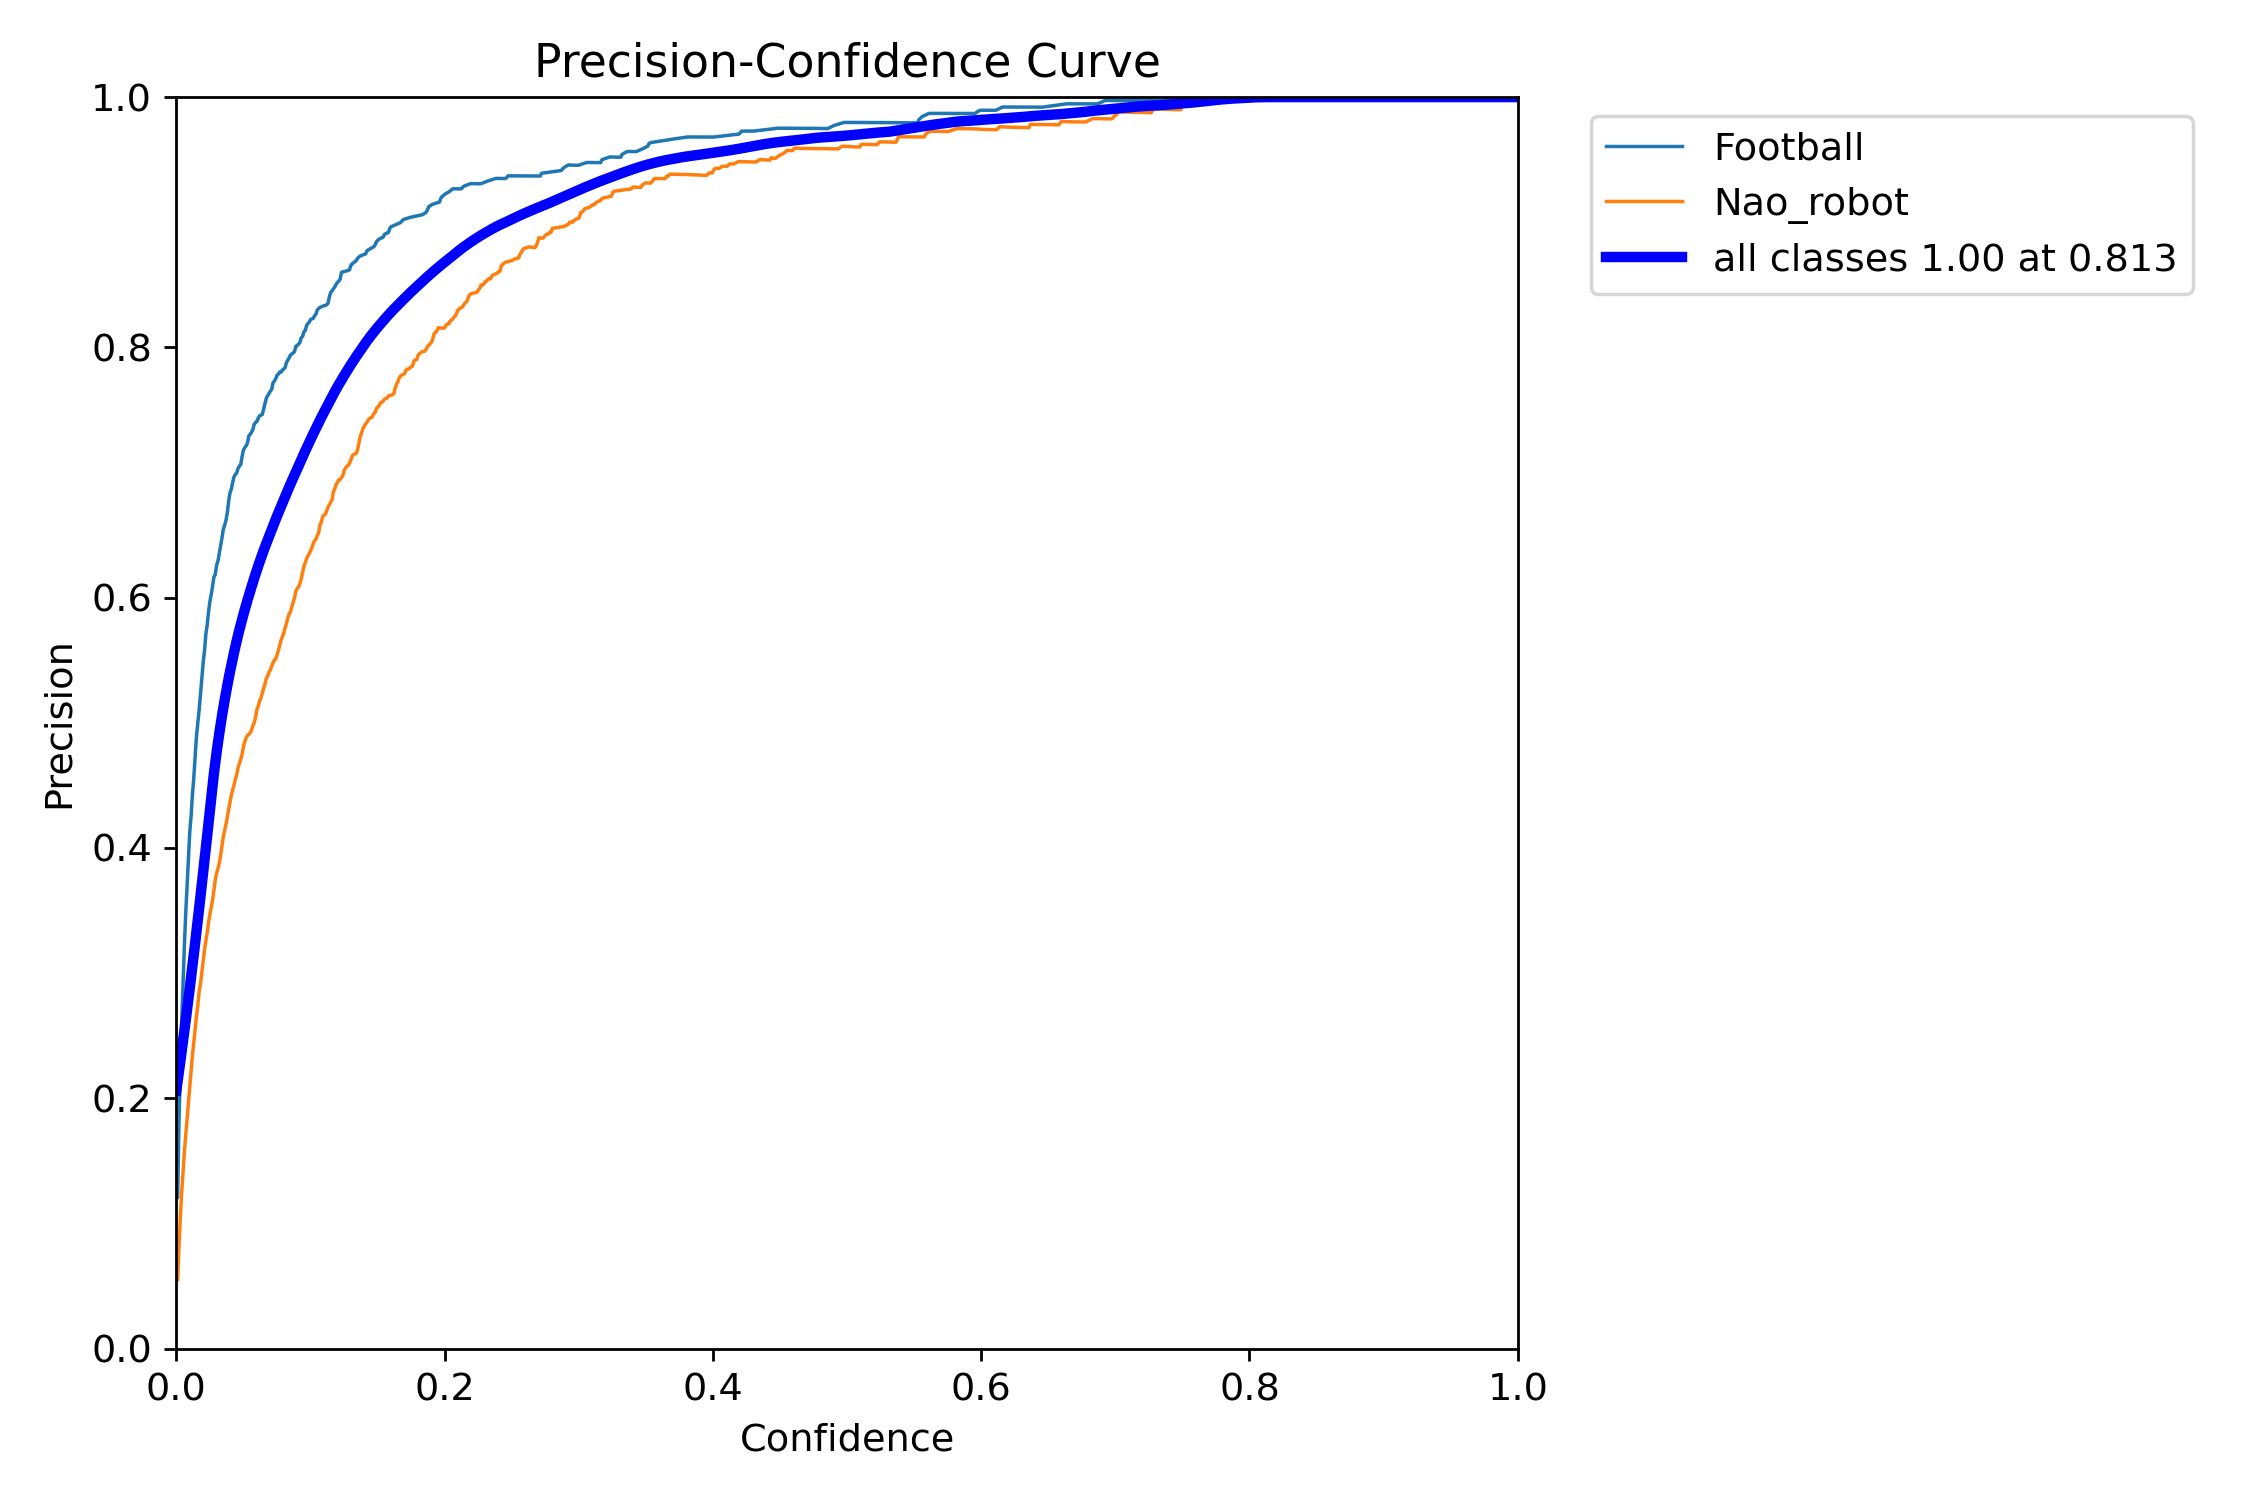 Precision-Confidence Curve
1.0
0.8
0.6
0.4
0.2
0.0
Precision
0.0 0.2 0.4 0.6 0.8 1.0
Confidence
Football
Nao_robot
all classes 1.00 at 0.813